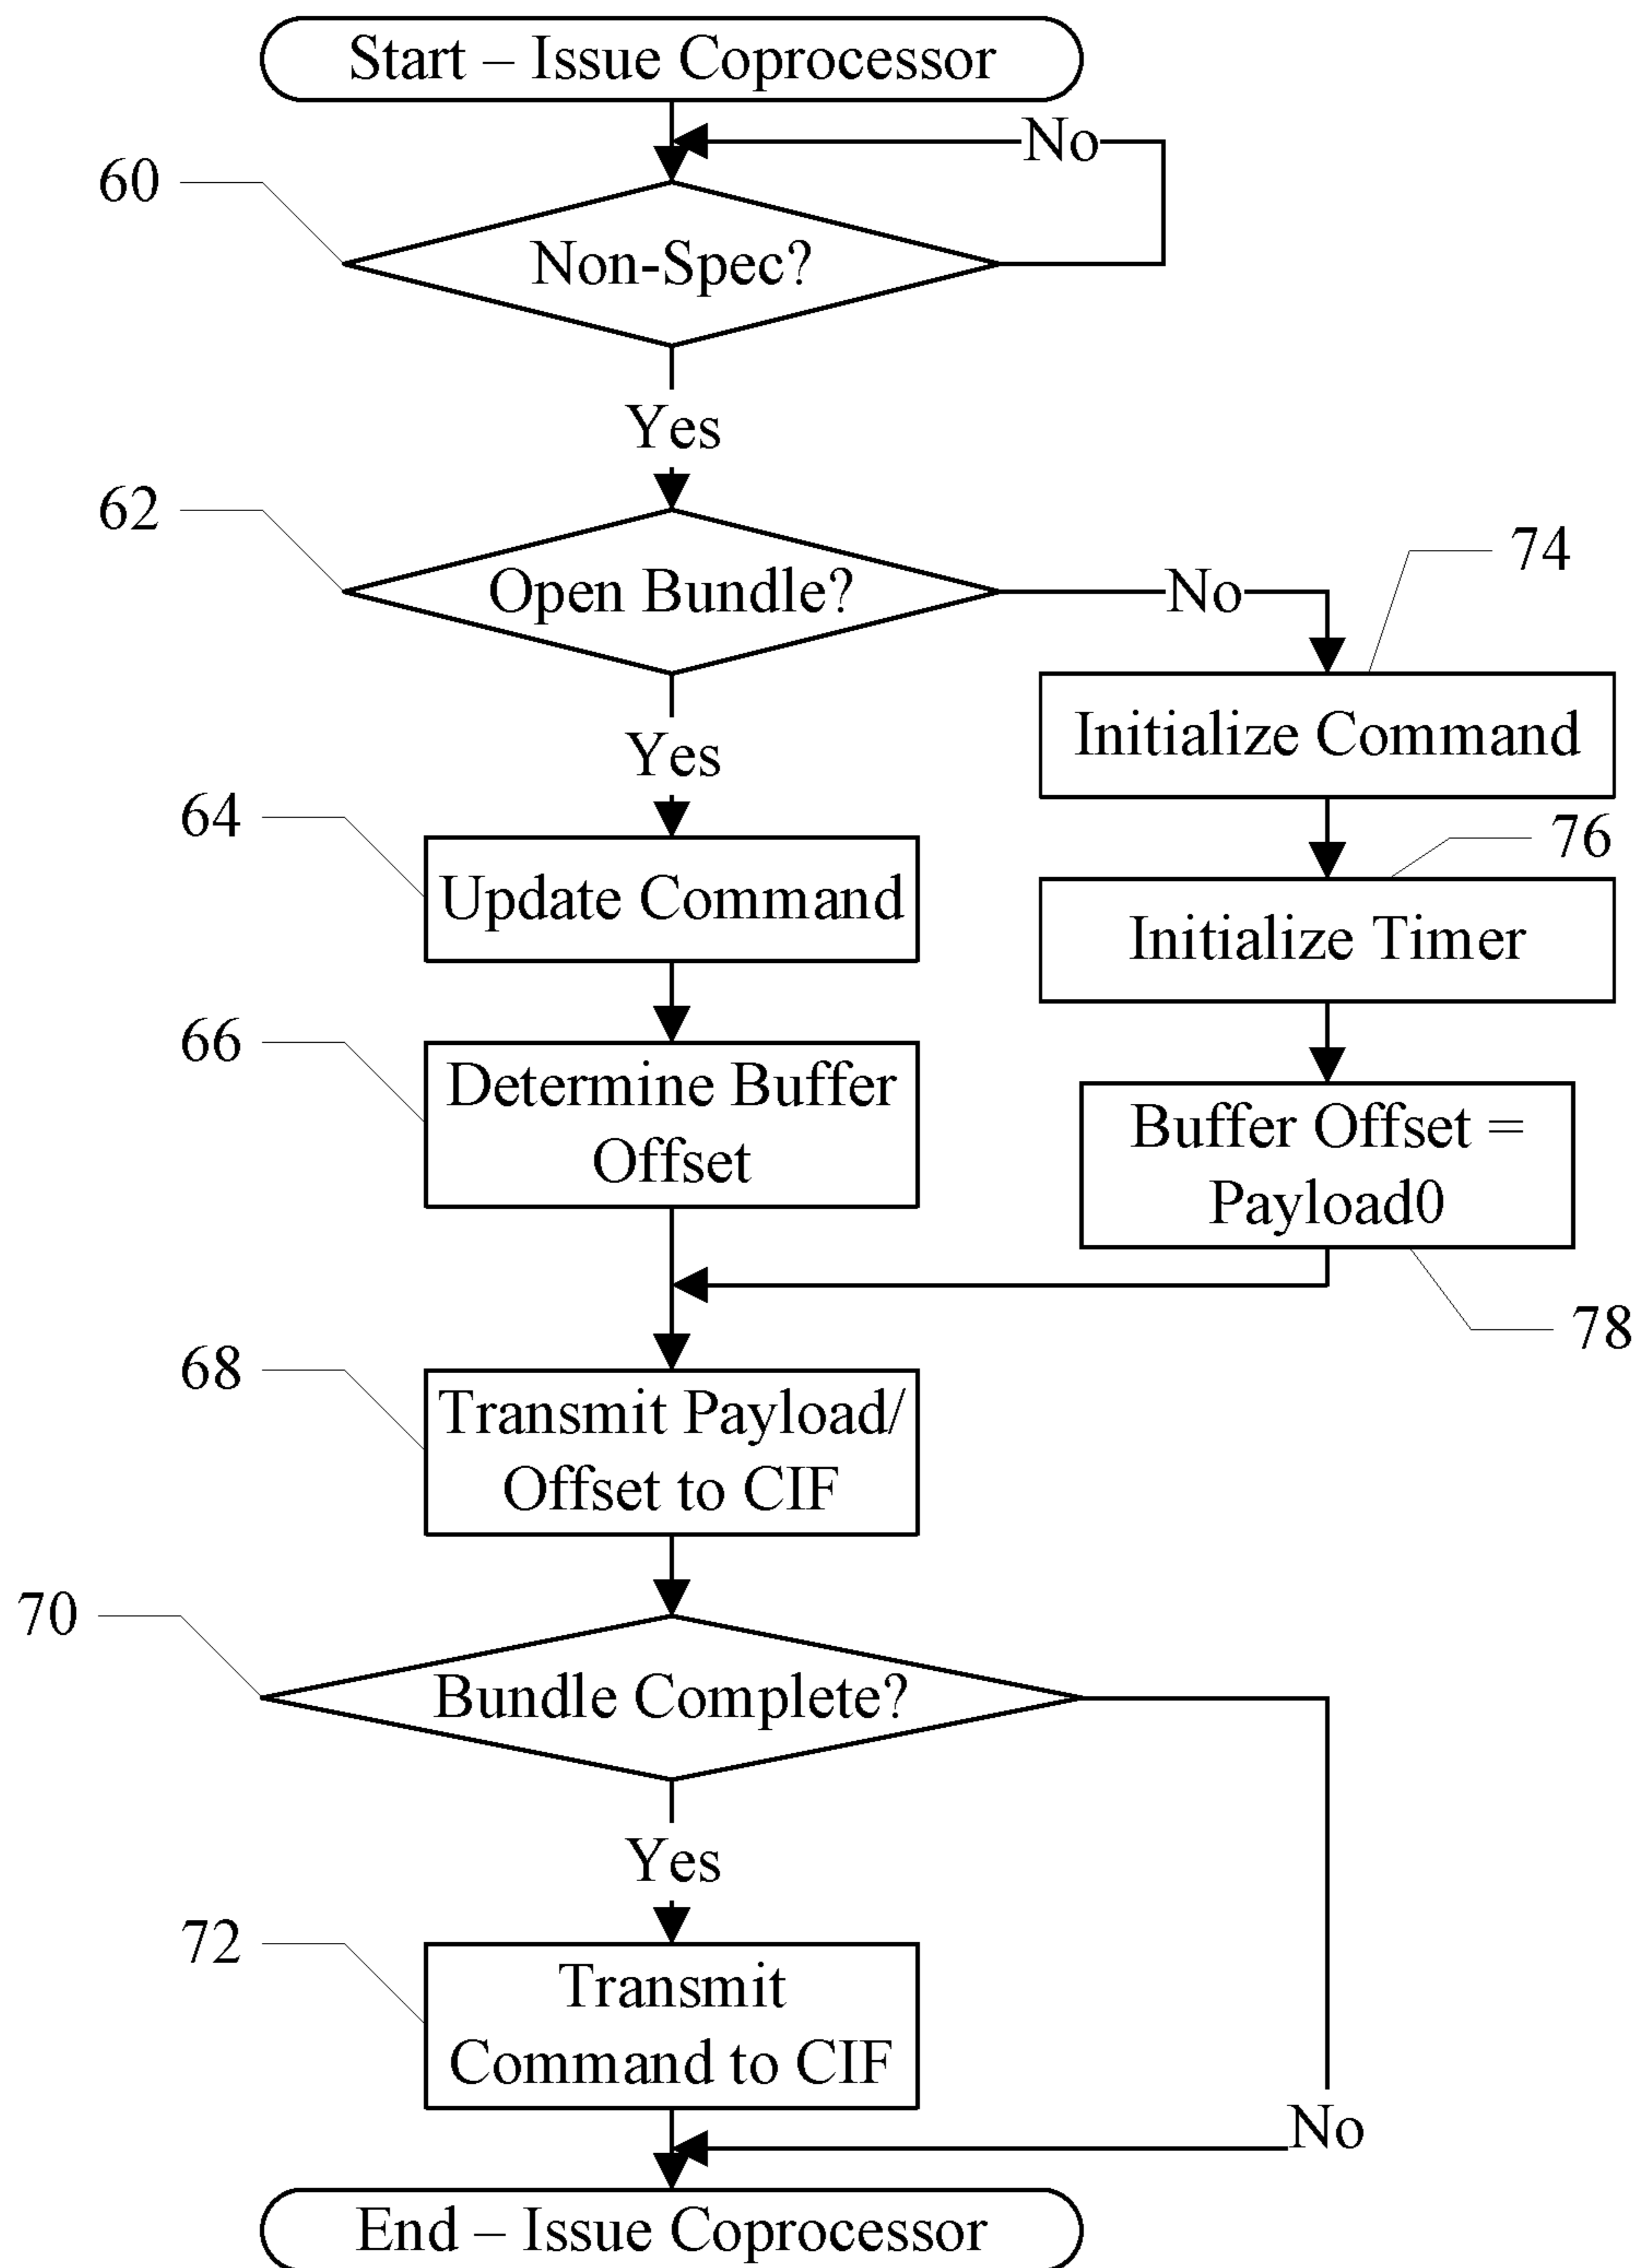 Start – Issue Coprocessor
No
60
Non-Spec?
Yes
62
Open Bundle?
No
74
Initialize Command
Yes
64
Update Command
76
Initialize Timer
66
Determine Buffer
Offset
Buffer Offset =
Payload0
78
68
Transmit Payload/
Offset to CIF
70
Bundle Complete?
Yes
72
Transmit
Command to CIF
No
End – Issue Coprocessor